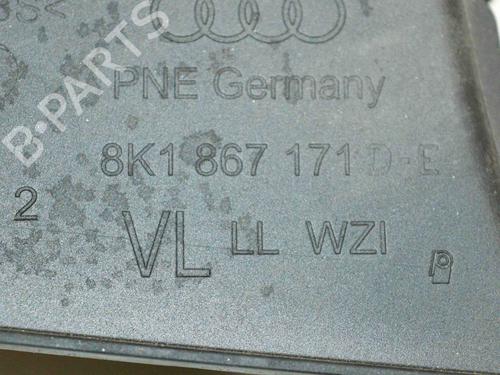 B-PARTS
PNE Germany
8K1 867 171 D-E
2
VL LL WZI